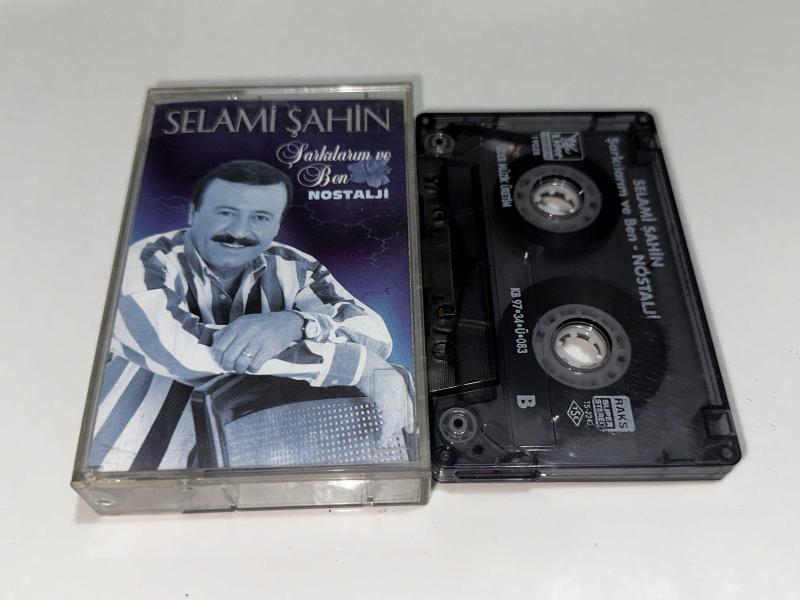 SELAMİ ŞAHİN
Şarkılarım ve
Ben
NOSTALJİ
SELAMİ ŞAHİN
Şarkılarım ve Ben - NOSTALJİ
KB 97•34•Ü•083
B
RAKS
SUPER
STEREO